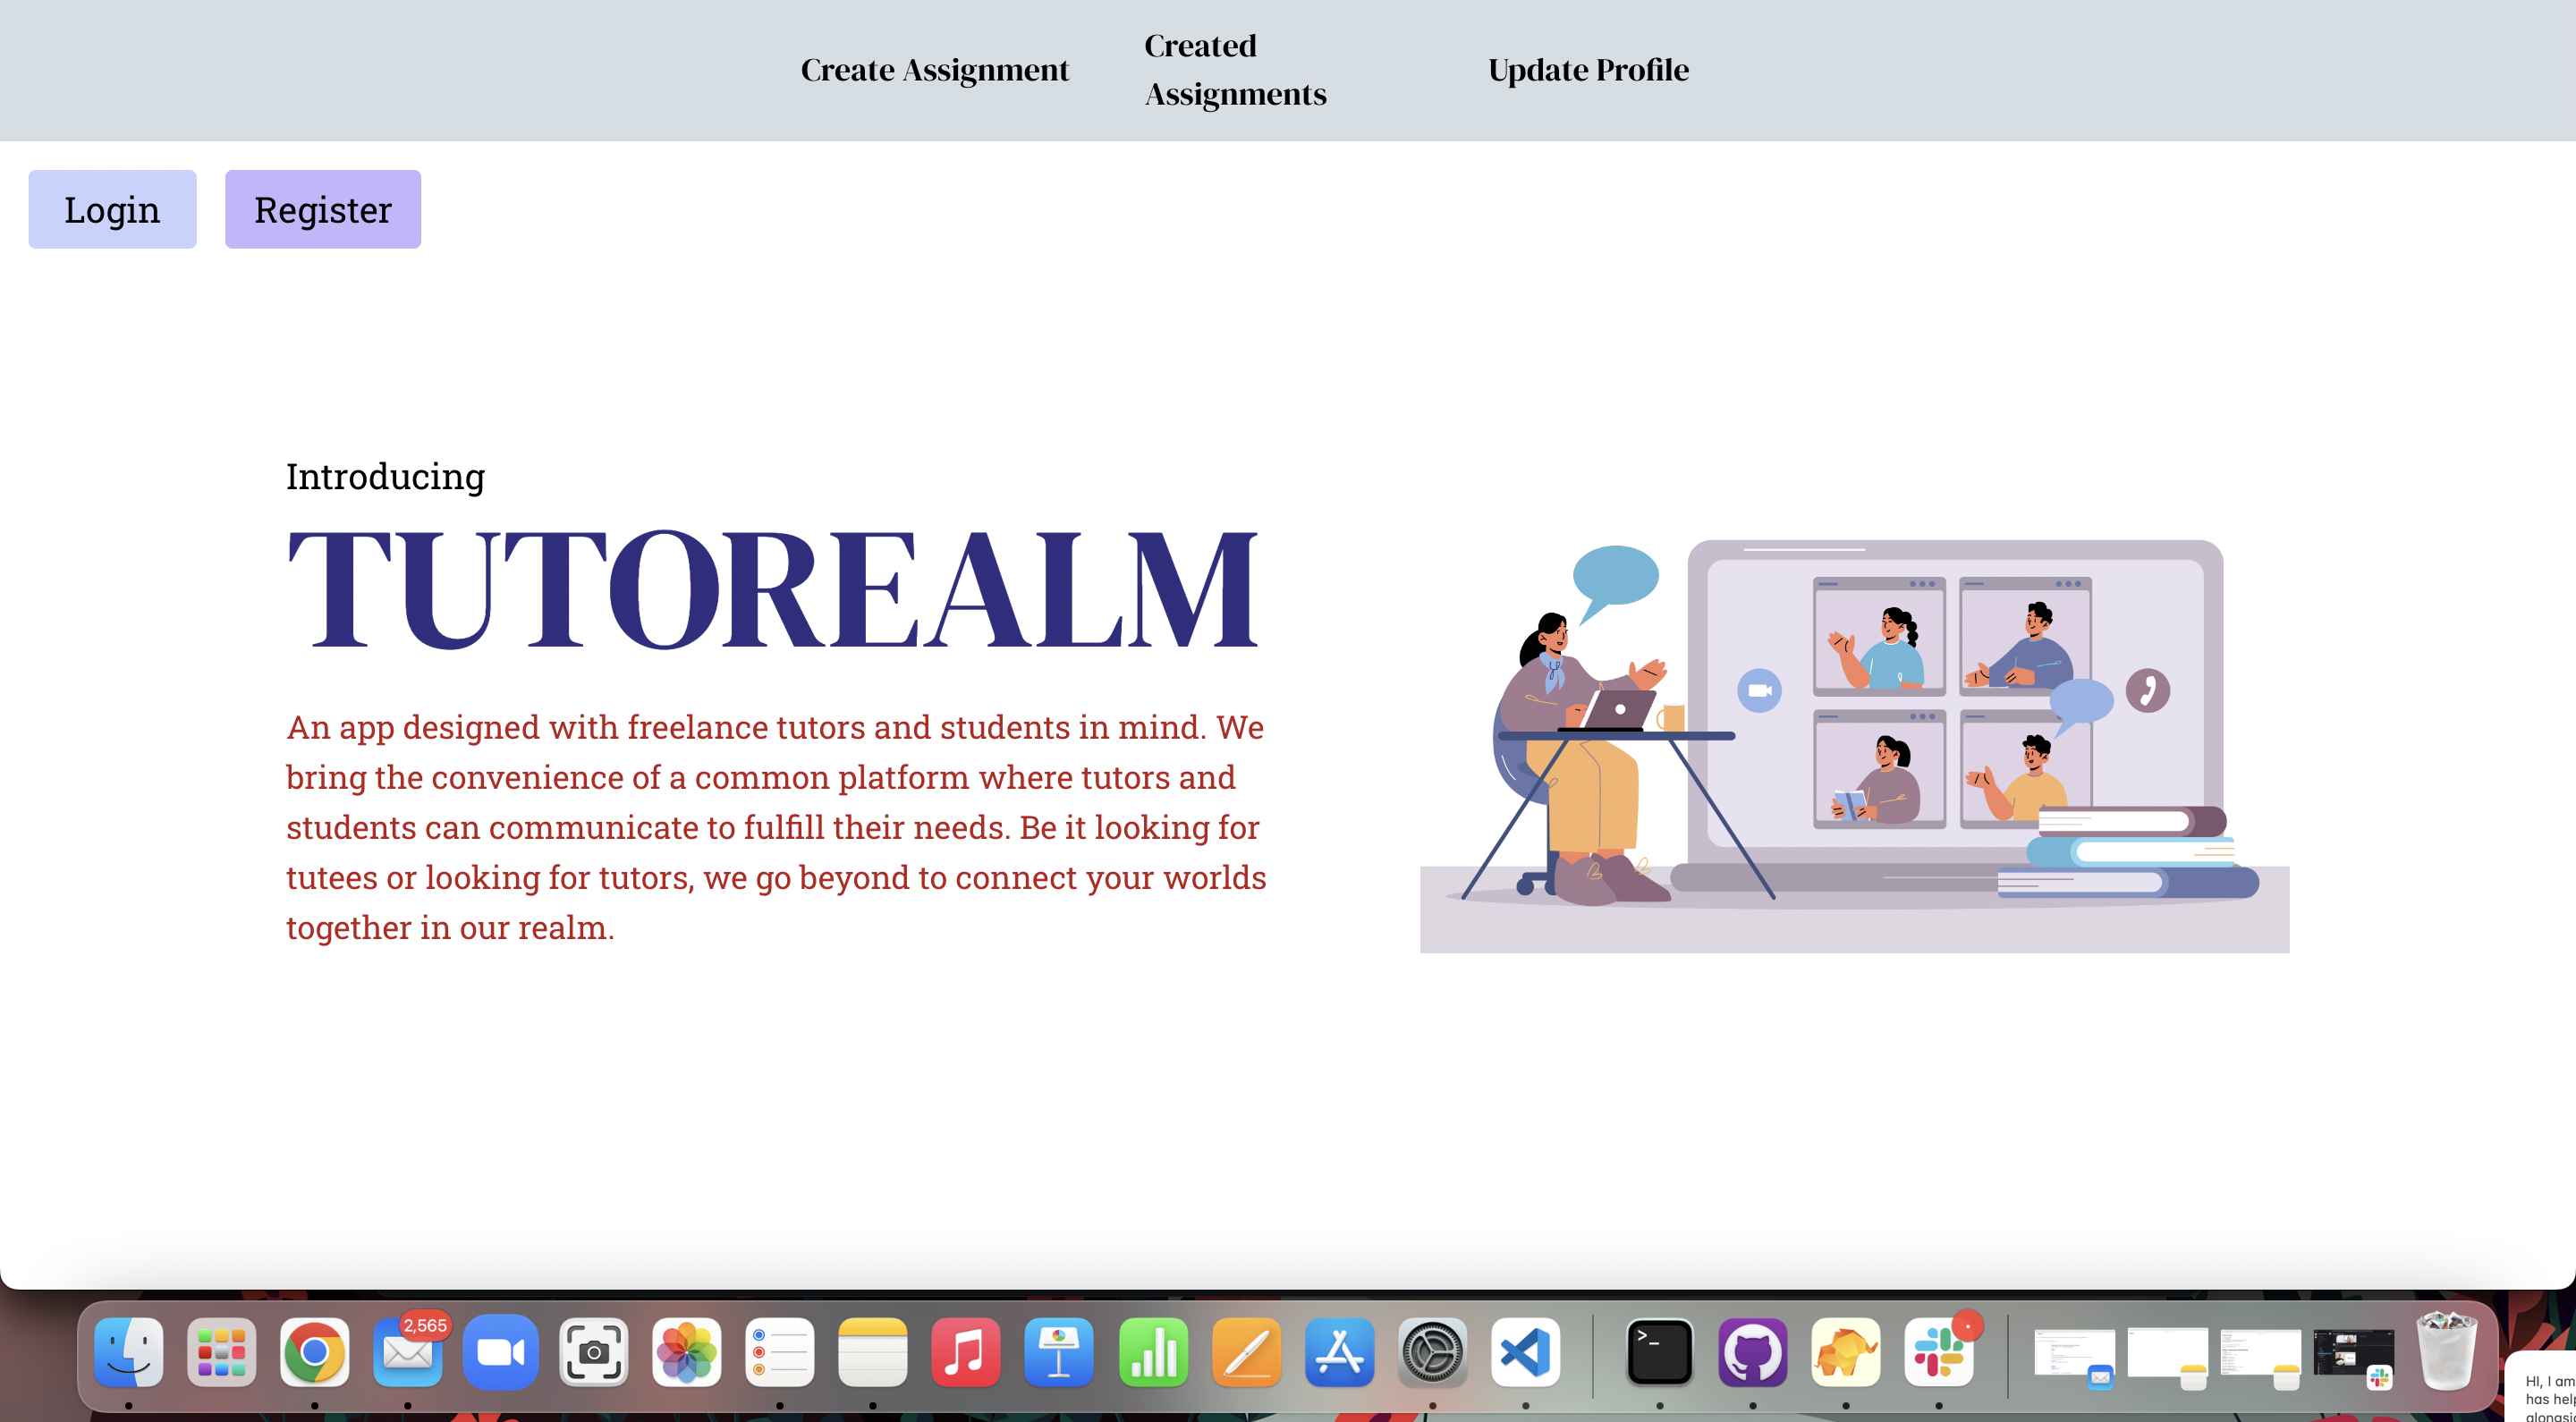 Create Assignment
Created
Assignments
Update Profile
Login
Register
Introducing
TUTOREALM
An app designed with freelance tutors and students in mind. We
bring the convenience of a common platform where tutors and
students can communicate to fulfill their needs. Be it looking for
tutees or looking for tutors, we go beyond to connect your worlds
together in our realm.
2,565
>_
HI, I am
has hel